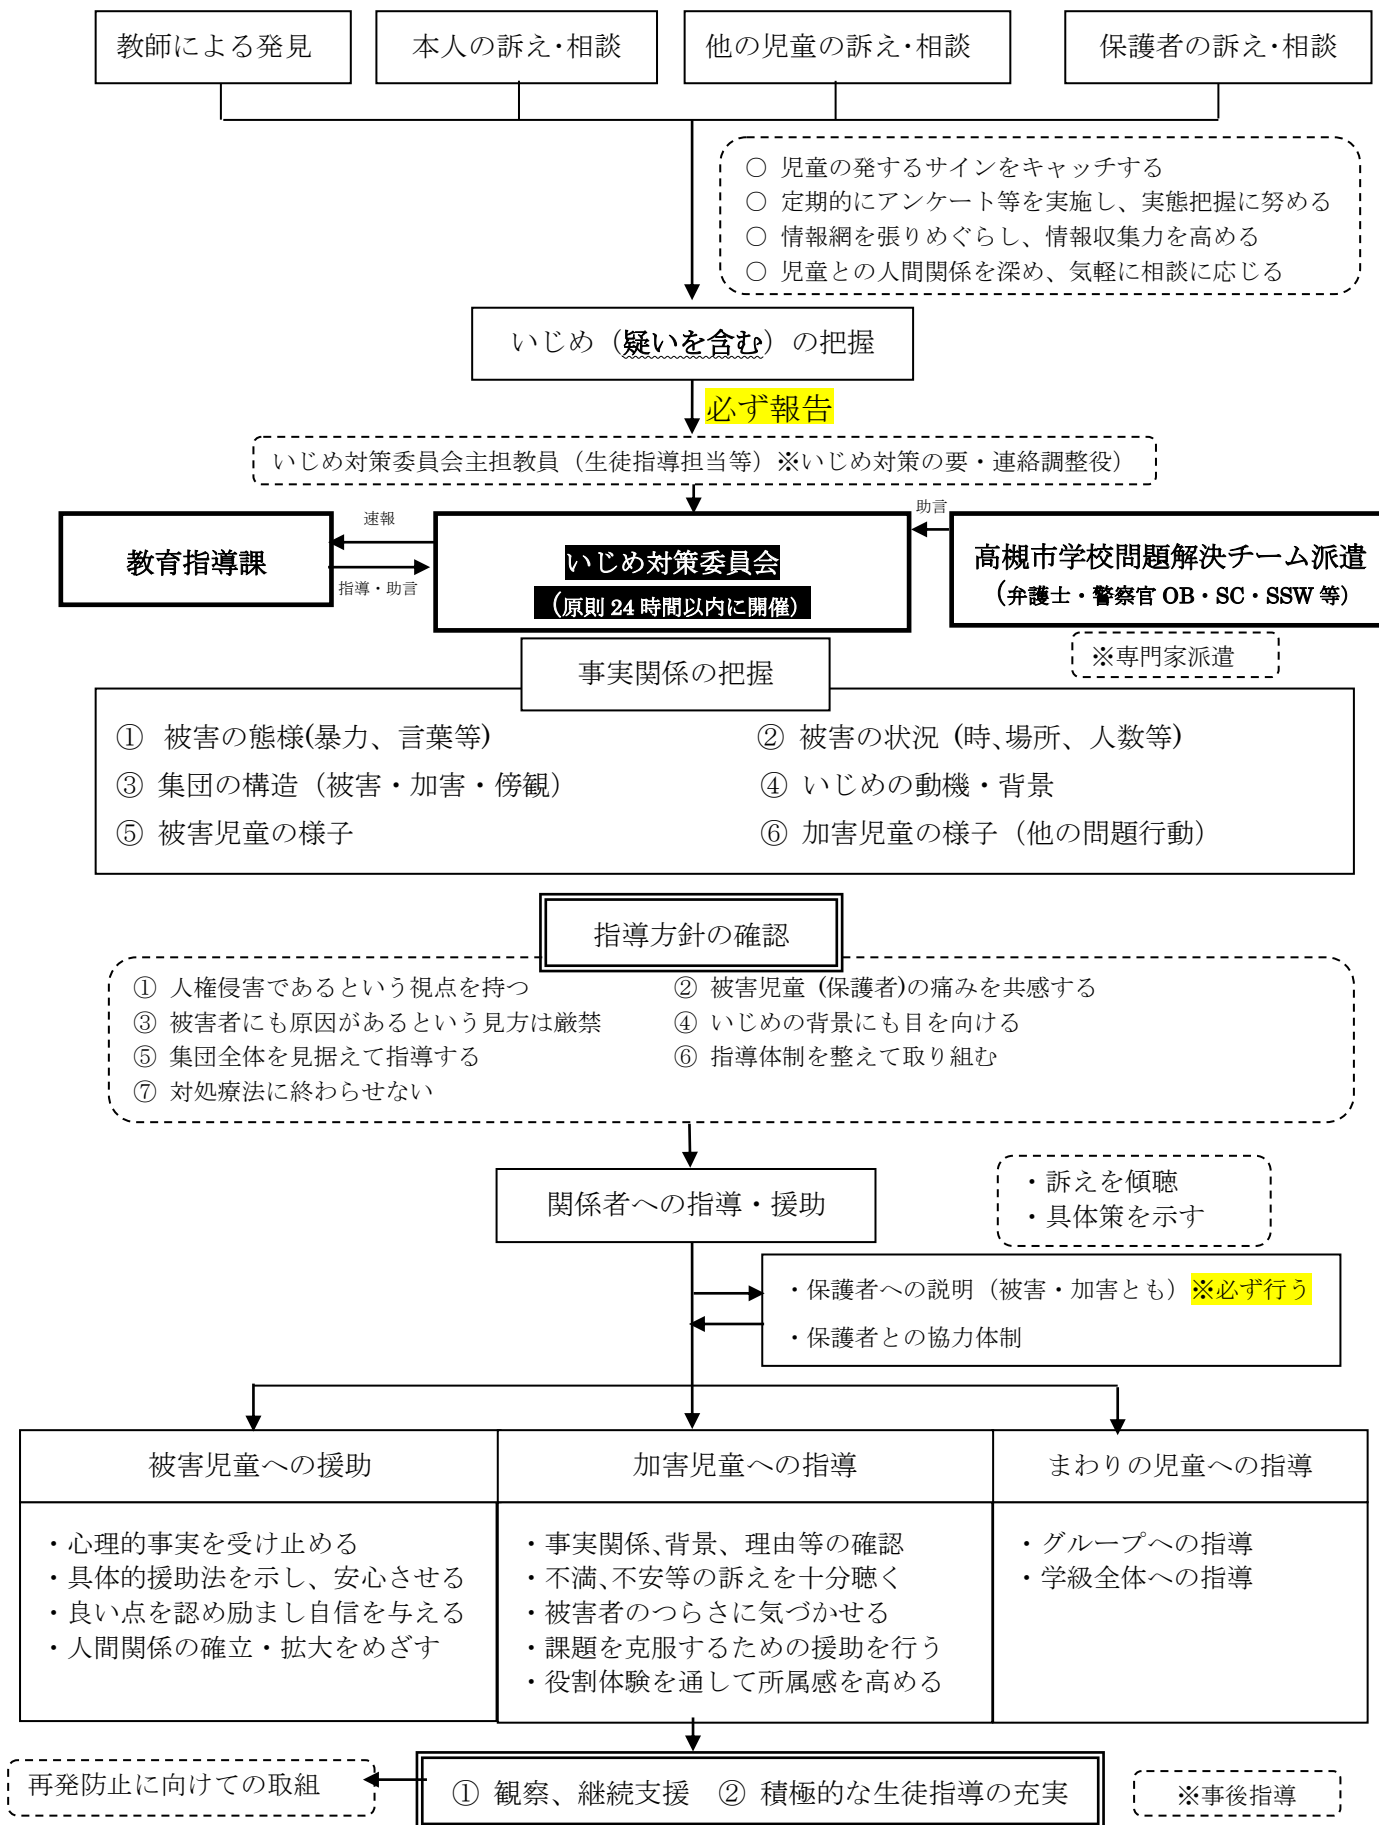 教師による発見
本人の訴え・相談
他の児童の訴え・相談
保護者の訴え・相談
○ 児童の発するサインをキャッチする
○ 定期的にアンケート等を実施し、実態把握に努める
○ 情報網を張りめぐらし、情報収集力を高める
○ 児童との人間関係を深め、気軽に相談に応じる
いじめ（疑いを含む）の把握
必ず報告
いじめ対策委員会主担教員（生徒指導担当等）※いじめ対策の要・連絡調整役）
教育指導課
速報
指導・助言
いじめ対策委員会
（原則 24 時間以内に開催）
助言
高槻市学校問題解決チーム派遣
（弁護士・警察官 OB・SC・SSW 等）
※専門家派遣
事実関係の把握
① 被害の態様(暴力、言葉等)
② 被害の状況 (時、場所、人数等)
③ 集団の構造（被害・加害・傍観）
④ いじめの動機・背景
⑤ 被害児童の様子
⑥ 加害児童の様子（他の問題行動）
指導方針の確認
① 人権侵害であるという視点を持つ
② 被害児童 (保護者)の痛みを共感する
③ 被害者にも原因があるという見方は厳禁
④ いじめの背景にも目を向ける
⑤ 集団全体を見据えて指導する
⑥ 指導体制を整えて取り組む
⑦ 対処療法に終わらせない
関係者への指導・援助
・訴えを傾聴
・具体策を示す
・保護者への説明（被害・加害とも）※必ず行う
・保護者との協力体制
被害児童への援助
加害児童への指導
まわりの児童への指導
・心理的事実を受け止める
・具体的援助法を示し、安心させる
・良い点を認め励まし自信を与える
・人間関係の確立・拡大をめざす
・事実関係、背景、理由等の確認
・不満、不安等の訴えを十分聴く
・被害者のつらさに気づかせる
・課題を克服するための援助を行う
・役割体験を通して所属感を高める
・グループへの指導
・学級全体への指導
再発防止に向けての取組
① 観察、継続支援 ② 積極的な生徒指導の充実
※事後指導